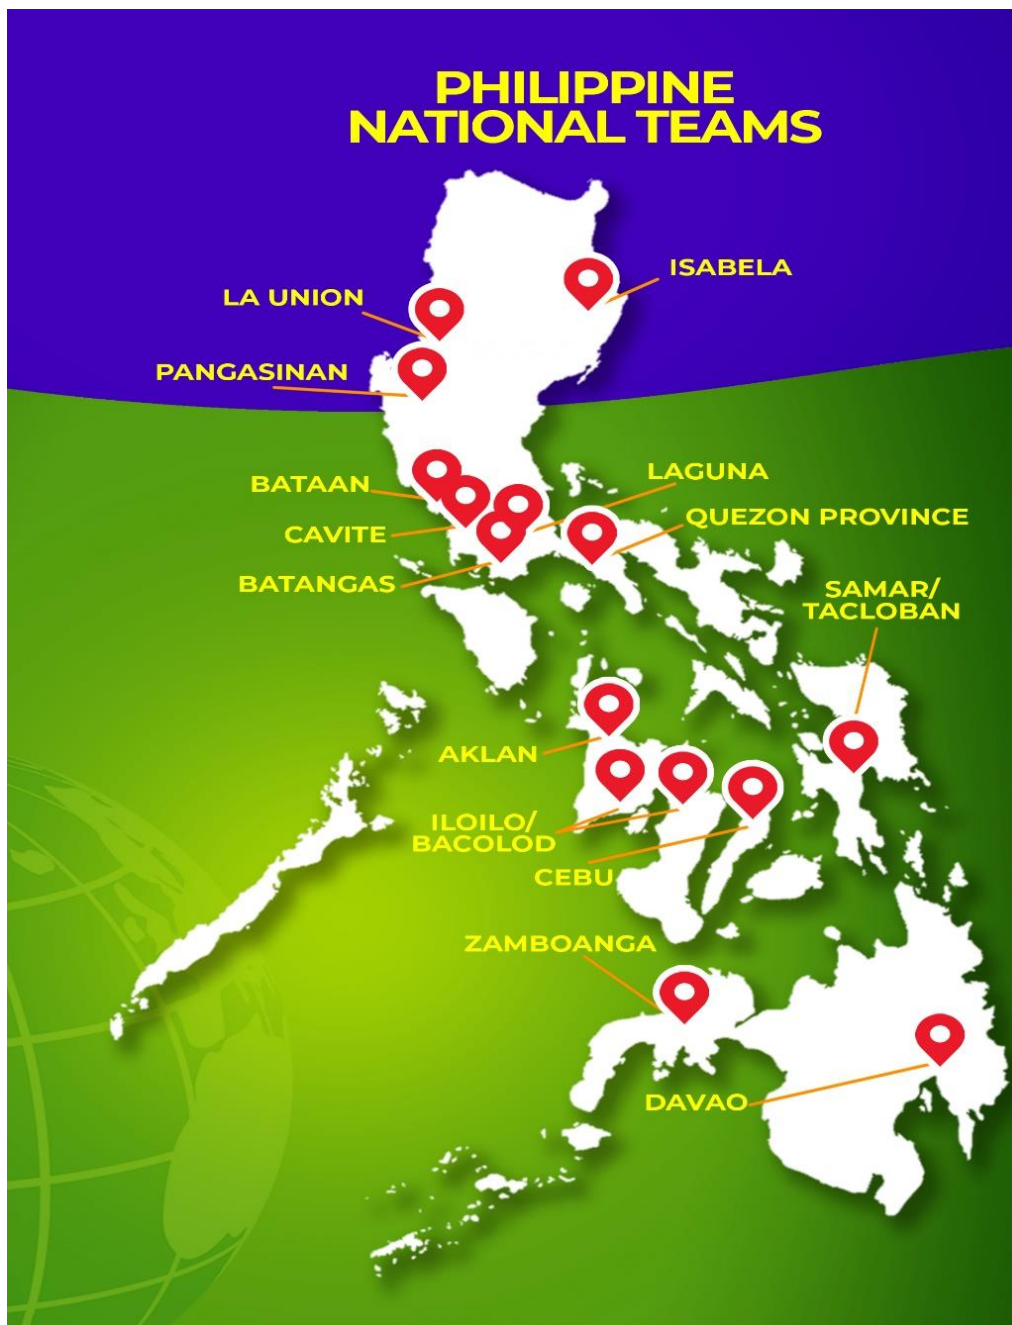 PHILIPPINE
NATIONAL TEAMS
ISABELA
LA UNION
PANGASINAN
LAGUNA
BATAAN
QUEZON PROVINCE
CAVITE
BATANGAS
SAMAR/
TACLOBAN
AKLAN
ILOILO/
BACOLOD
CEBU
ZAMBOANGA
DAVAO